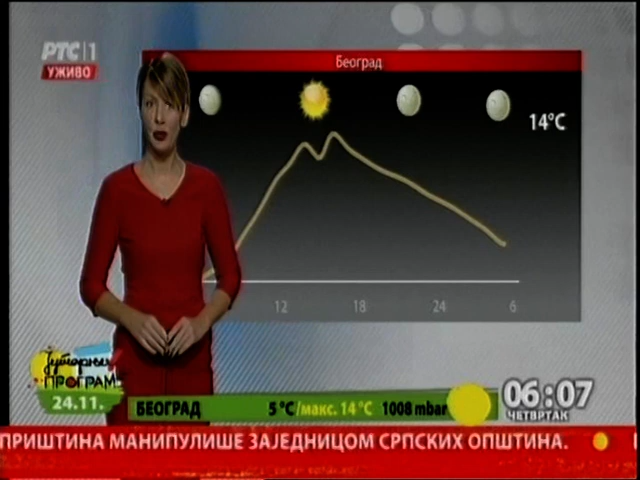 РТС|1
УЖИВО
Београд
14°C
12 18 24 6
Јутарњи
ПРОГРАМ
24.11.
БЕОГРАД 5 °C /макс. 14 °C 1008 mbar
06:07
ЧЕТВРТАК
ПРИШТИНА МАНИПУЛИШЕ ЗАЈЕДНИЦОМ СРПСКИХ ОПШТИНА.